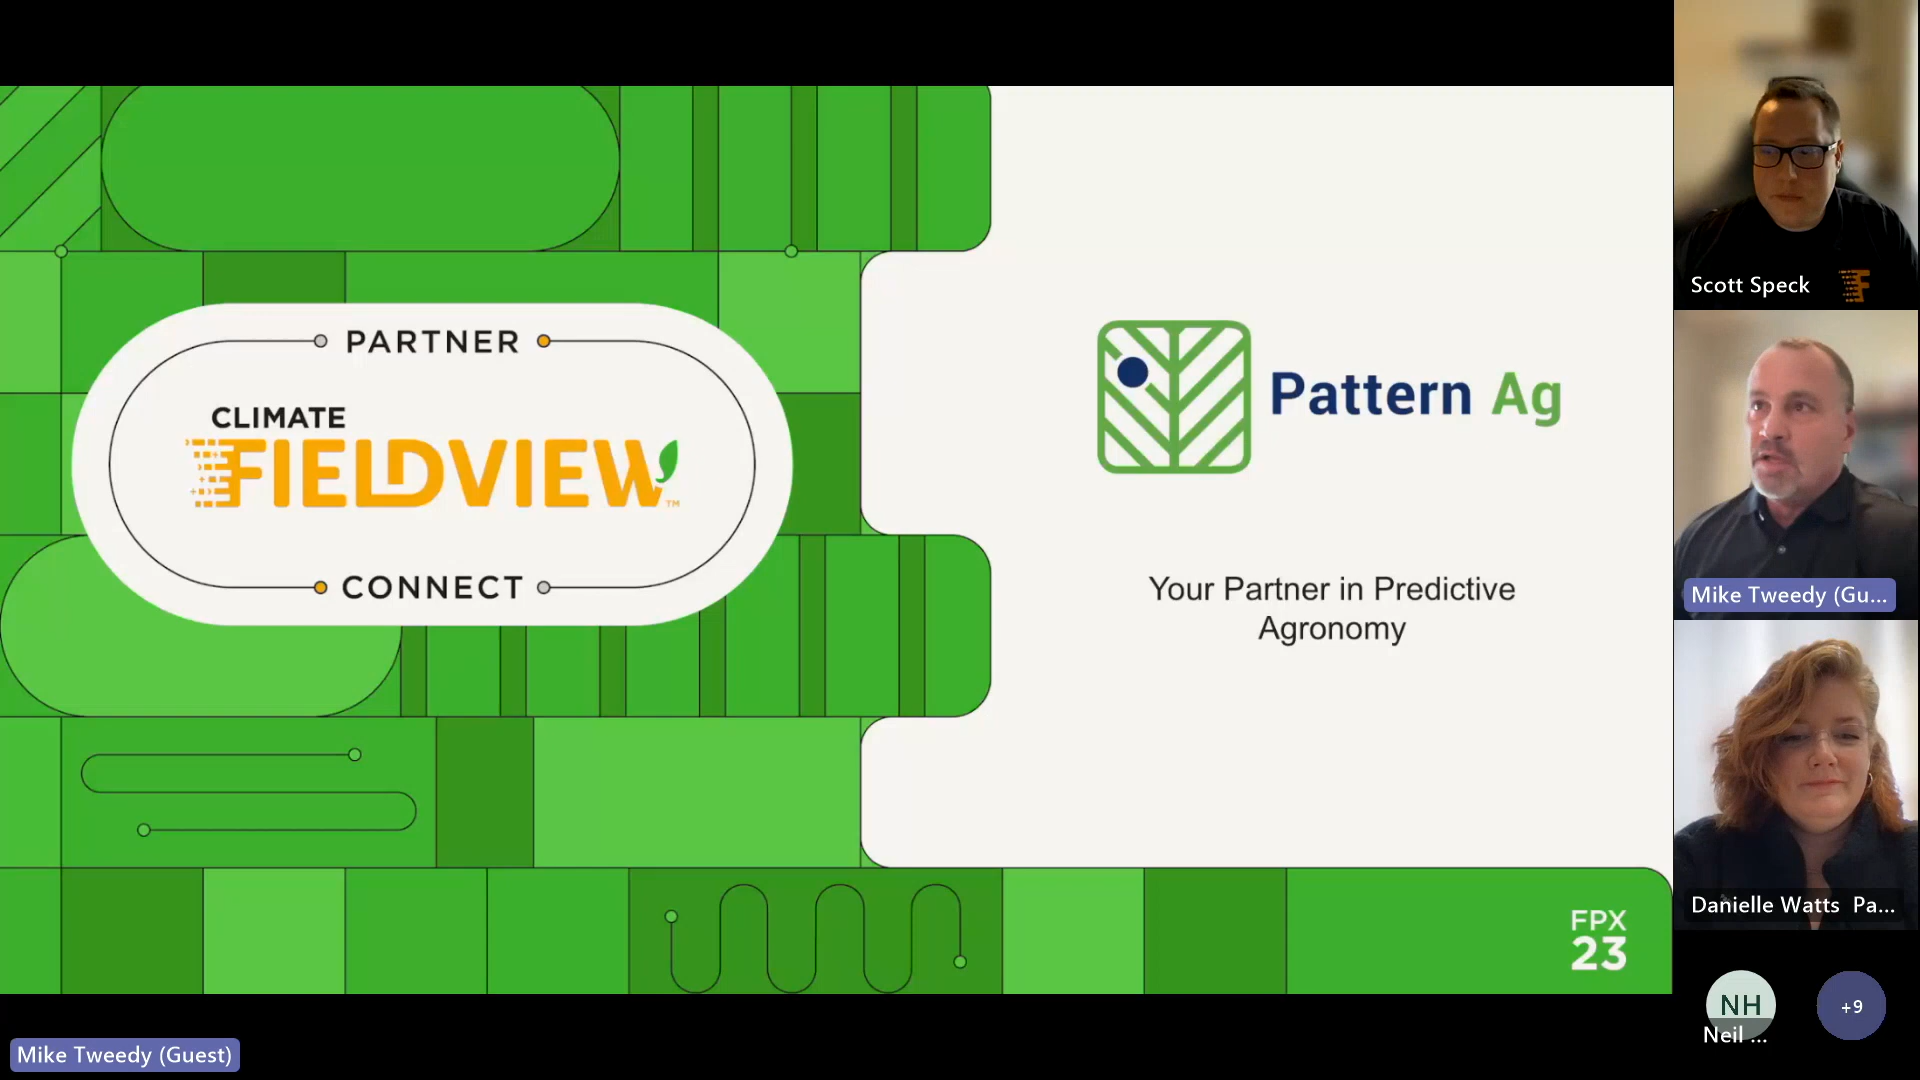 PARTNER
CLIMATE
FIELDVIEW™
CONNECT
Pattern Ag
Your Partner in Predictive
Agronomy
FPX
23
Scott Speck
Mike Tweedy (Gu...
Danielle Watts Pa...
NH
Neil ...
+9
Mike Tweedy (Guest)